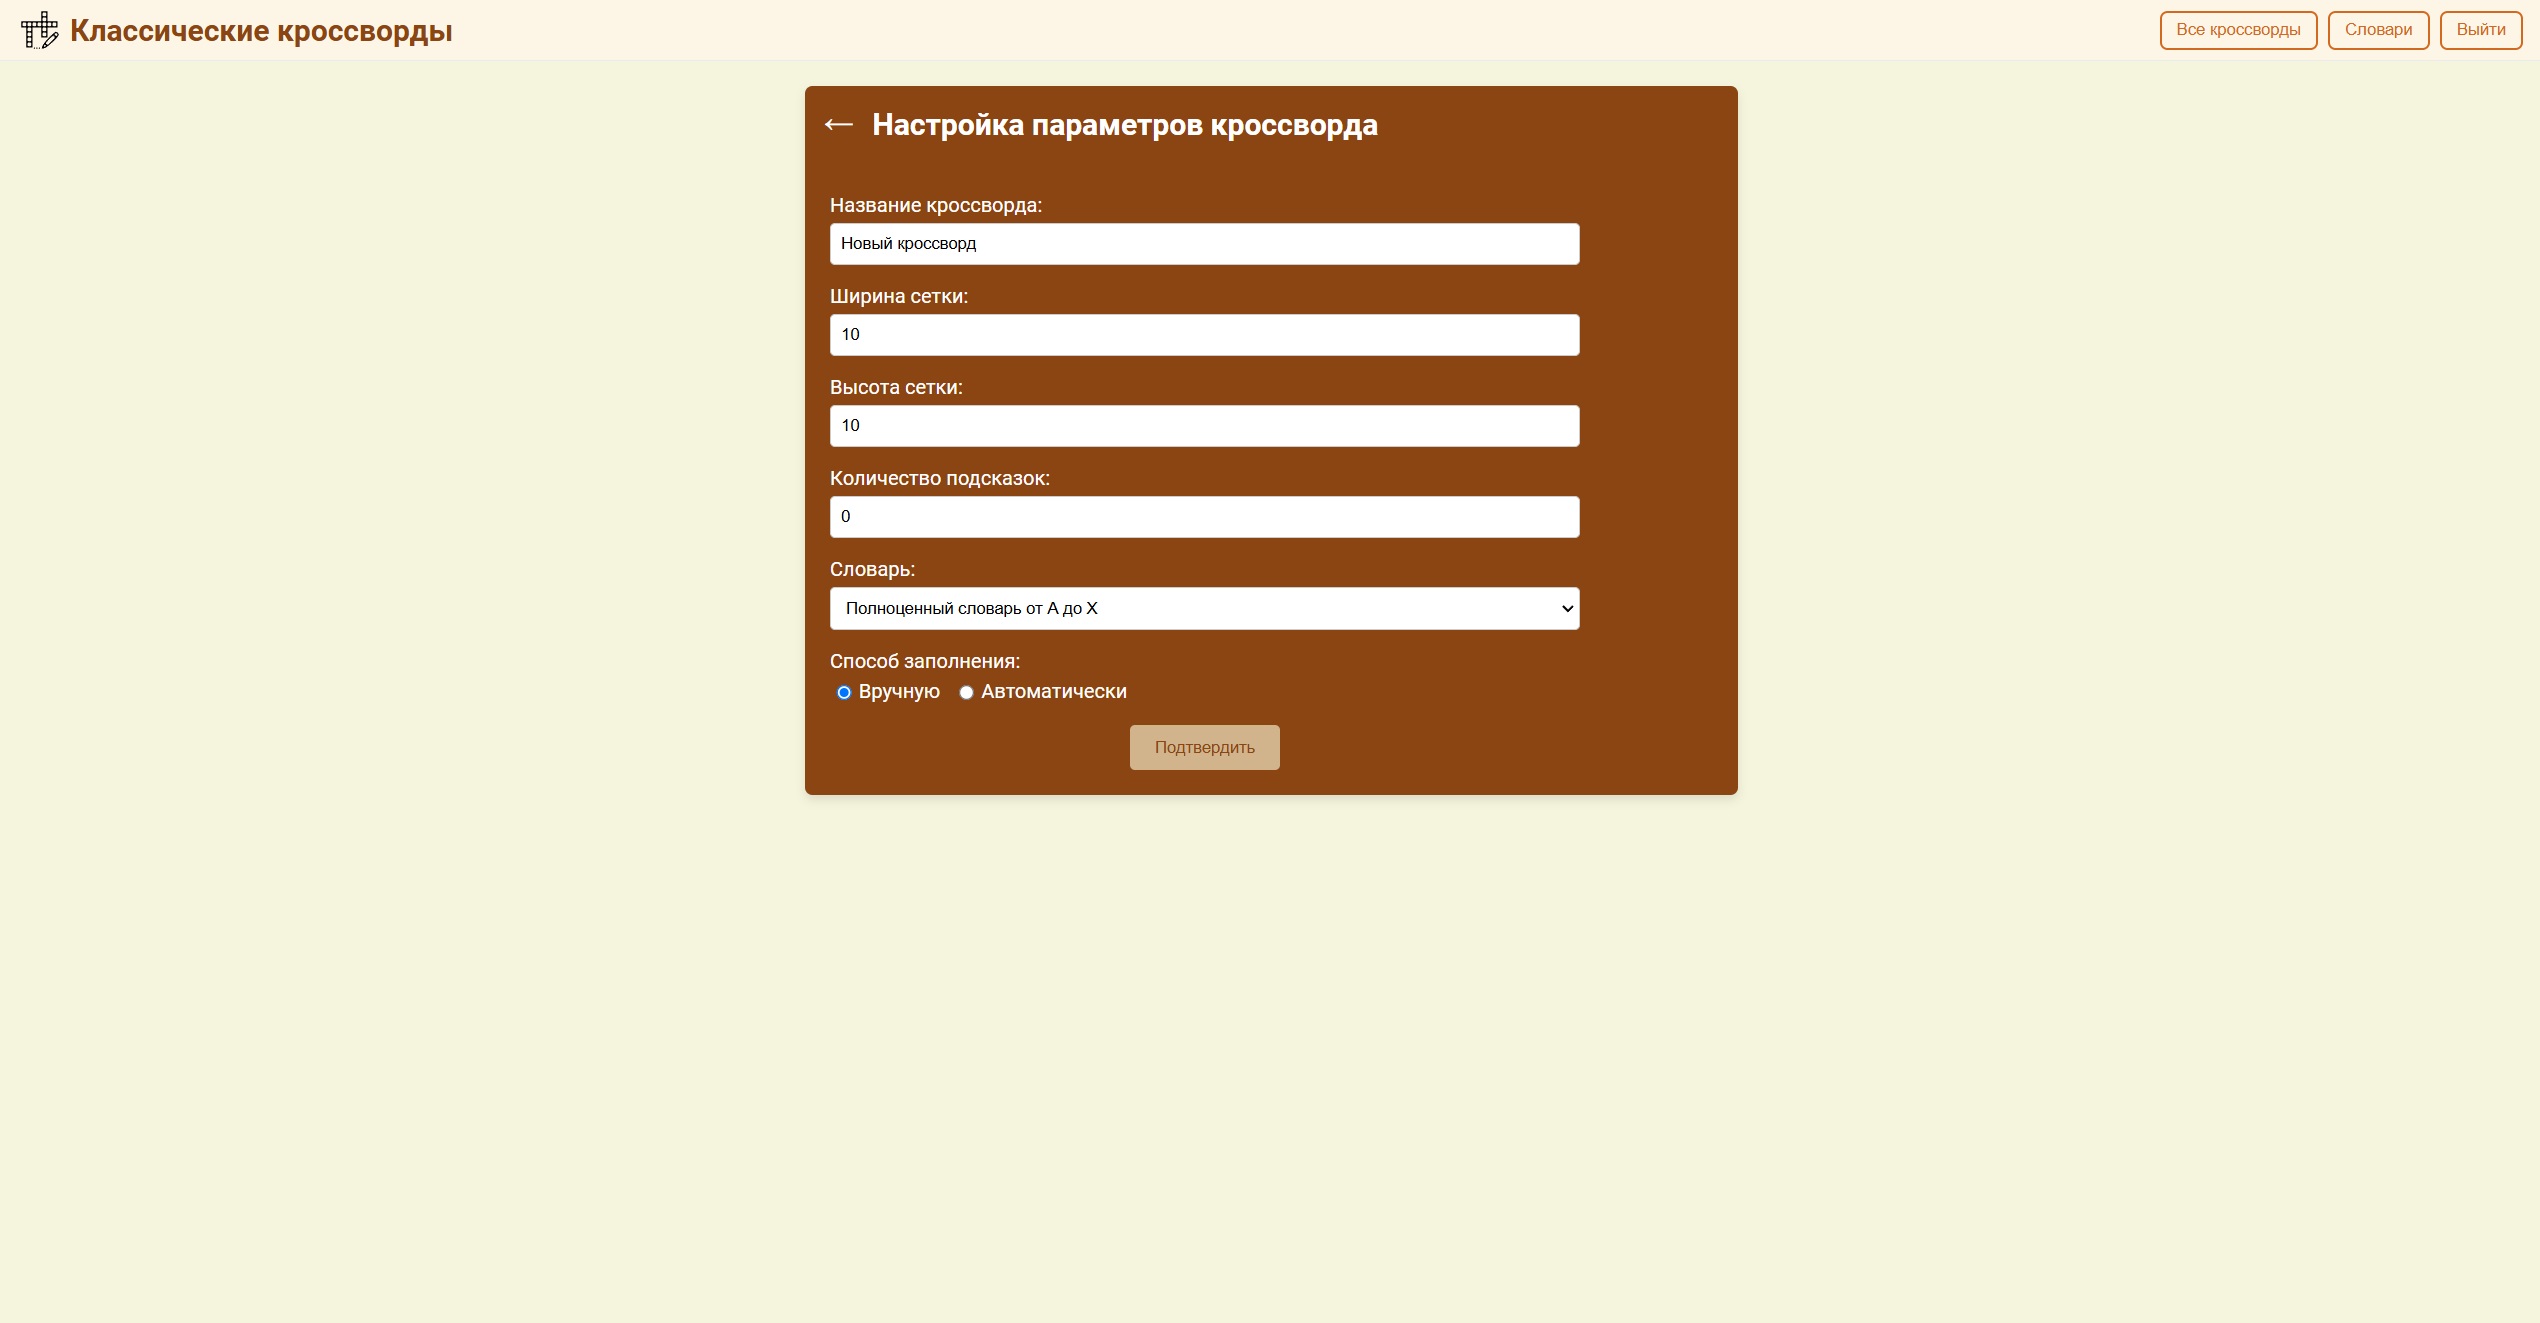 Классические кроссворды
Все кроссворды
Словари
Выйти
← Настройка параметров кроссворда
Название кроссворда:
Новый кроссворд
Ширина сетки:
10
Высота сетки:
10
Количество подсказок:
0
Словарь:
Полноценный словарь от А до Х
Способ заполнения:
Вручную Автоматически
Подтвердить